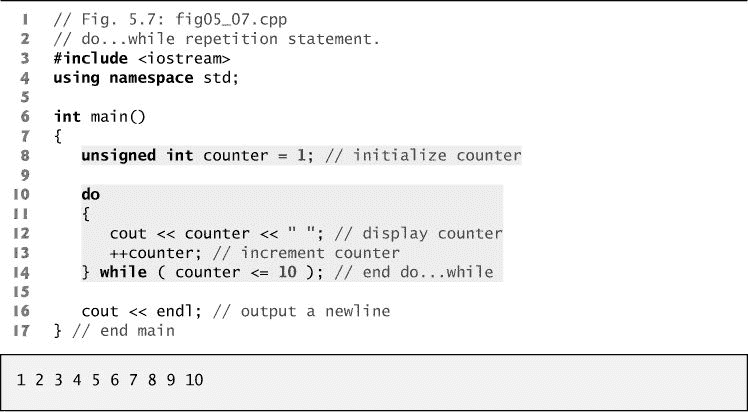 1 // Fig. 5.7: fig05_07.cpp
2 // do...while repetition statement.
3 #include <iostream>
4 using namespace std;
5
6 int main()
7 {
8 unsigned int counter = 1; // initialize counter
9
10 do
11 {
12 cout << counter << " "; // display counter
13 ++counter; // increment counter
14 } while ( counter <= 10 ); // end do...while
15
16 cout << endl; // output a newline
17 } // end main
1 2 3 4 5 6 7 8 9 10